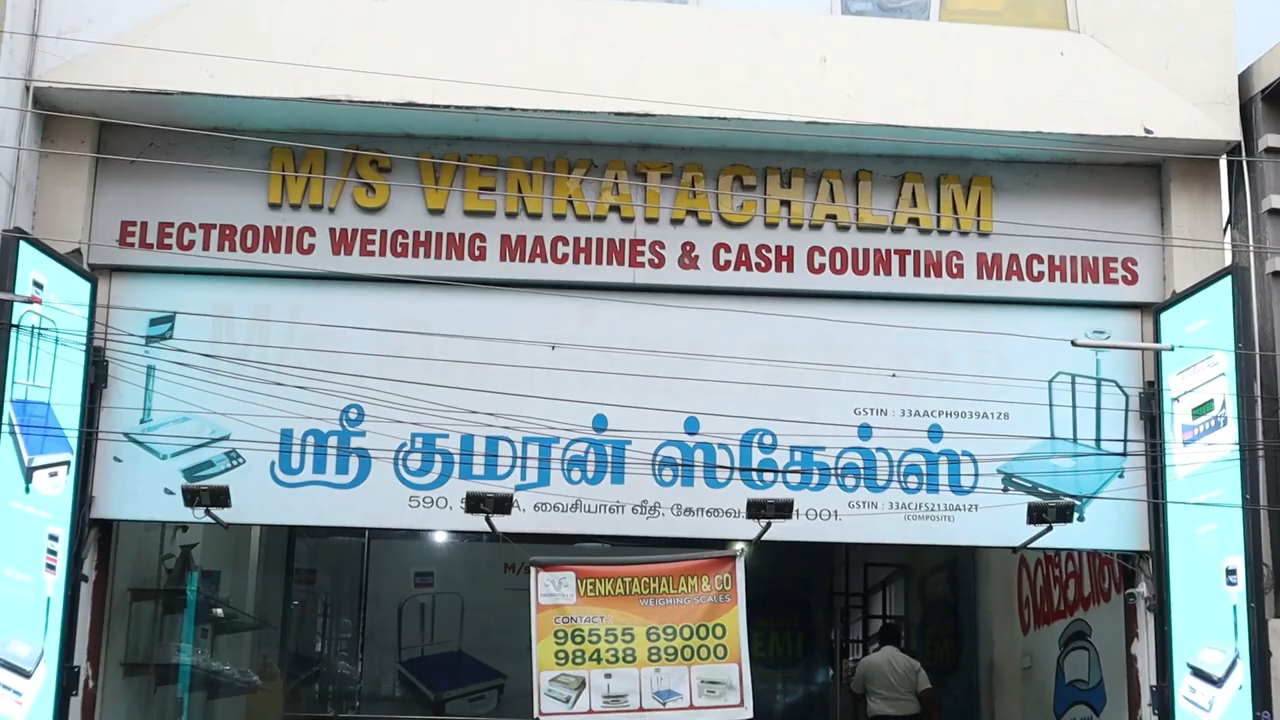 M/S VENKATACHALAM
ELECTRONIC WEIGHING MACHINES & CASH COUNTING MACHINES
GSTIN : 33AACPH9039A1Z8
ஸ்ரீ குமரன் ஸ்கேல்ஸ்
590, வைசியாள் வீதி, கோவை. 001.
GSTIN : 33ACJFS2130A1ZT
(COMPOSITE)
M/S
VENKATACHALAM & CO
WEIGHING SCALES
CONTACT :
96555 69000
98438 89000
EMI